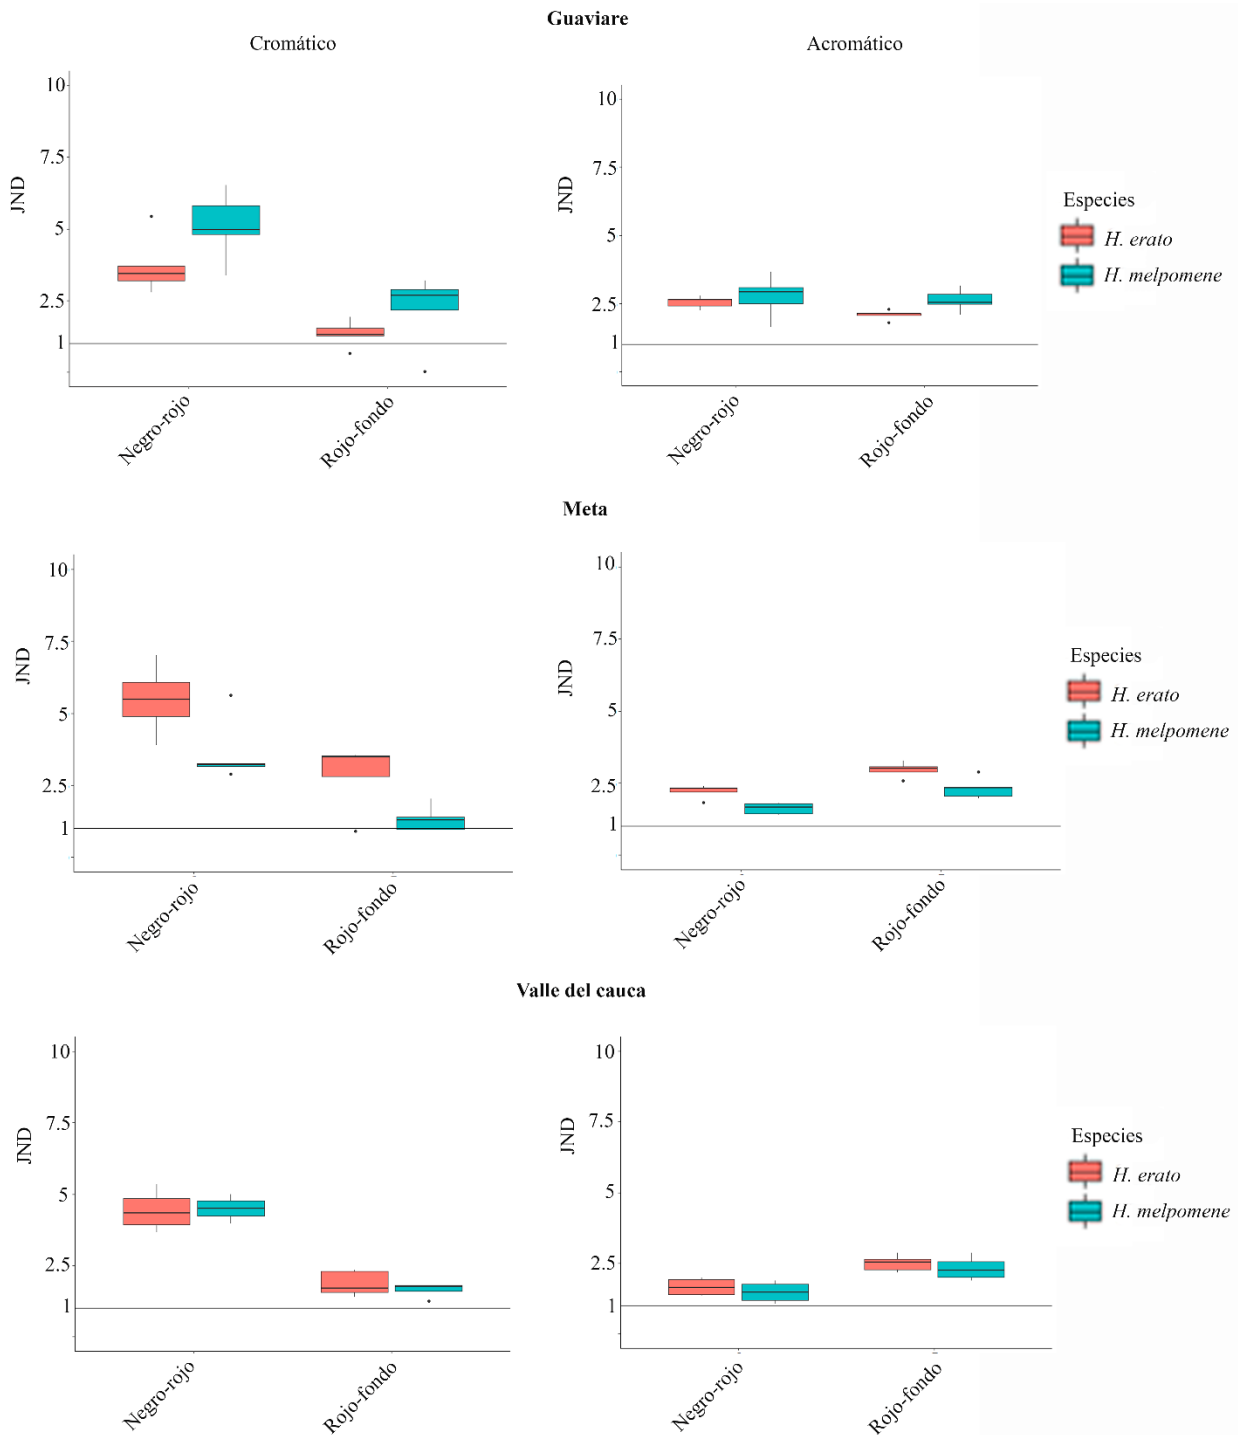 Guaviare
Cromático
Acromático
10
7.5
5
2.5
1
JND
Negro-rojo
Rojo-fondo
10
7.5
5
2.5
1
JND
Negro-rojo
Rojo-fondo
Especies
H. erato
H. melpomene
Meta
10
7.5
5
2.5
1
JND
Negro-rojo
Rojo-fondo
10
7.5
5
2.5
1
JND
Negro-rojo
Rojo-fondo
Especies
H. erato
H. melpomene
Valle del cauca
10
7.5
5
2.5
1
JND
Negro-rojo
Rojo-fondo
10
7.5
5
2.5
1
JND
Negro-rojo
Rojo-fondo
Especies
H. erato
H. melpomene